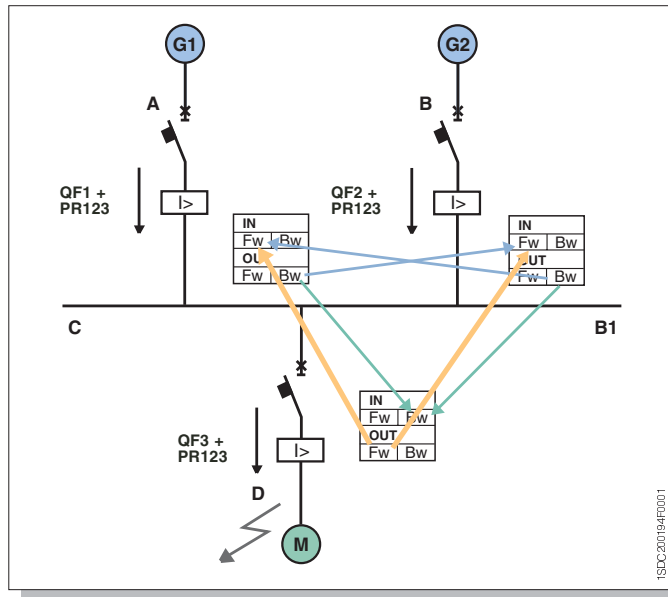 G1
G2
A
B
QF1 +
PR123
I>
QF2 +
PR123
I>
IN
Fw Bw
OUT
Fw Bw
IN
Fw Bw
OUT
Fw Bw
C
B1
IN
Fw Bw
OUT
Fw Bw
QF3 +
PR123
I>
D
M
1SDC200194F0001